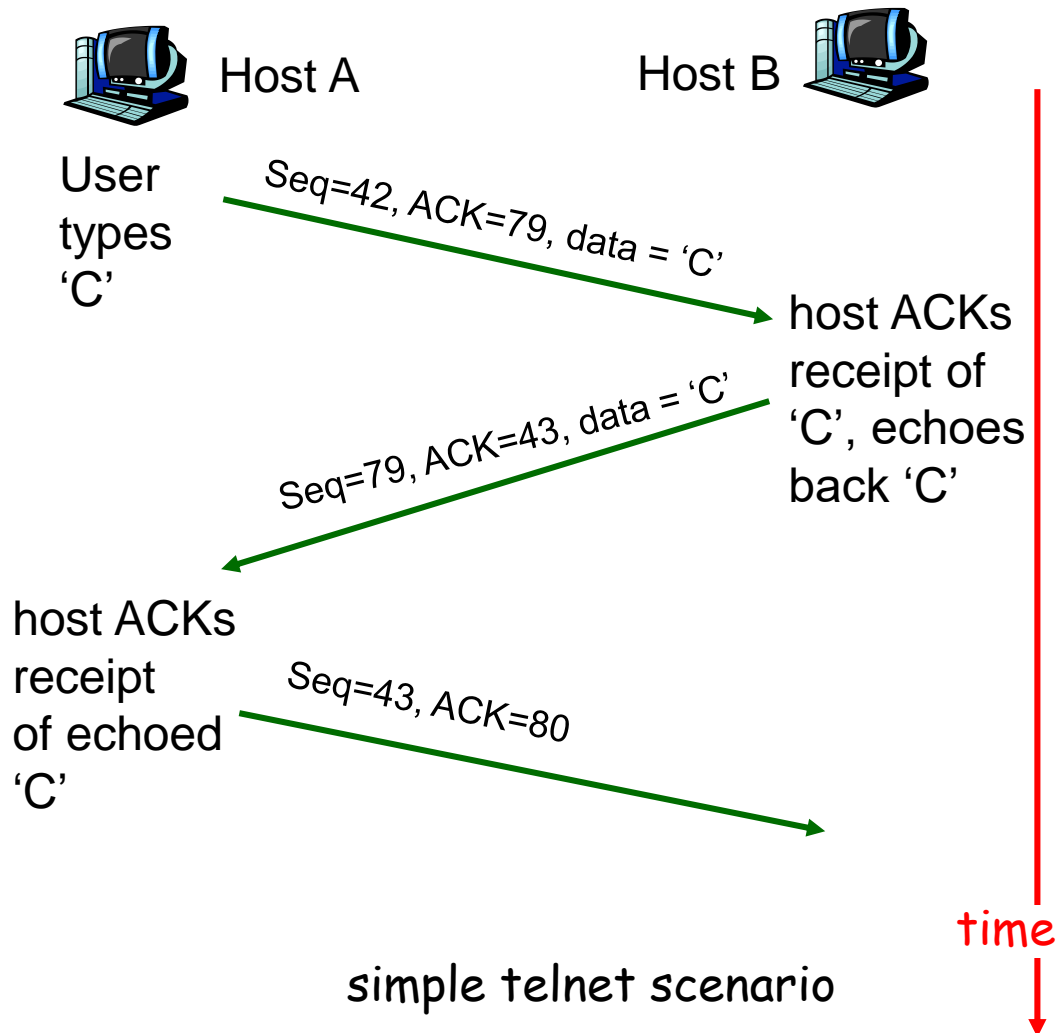 Host A
Host B
User
types
‘C’
Seq=42, ACK=79, data = ‘C’
host ACKs
receipt of
‘C’, echoes
back ‘C’
Seq=79, ACK=43, data = ‘C’
host ACKs
receipt
of echoed
‘C’
Seq=43, ACK=80
time
simple telnet scenario